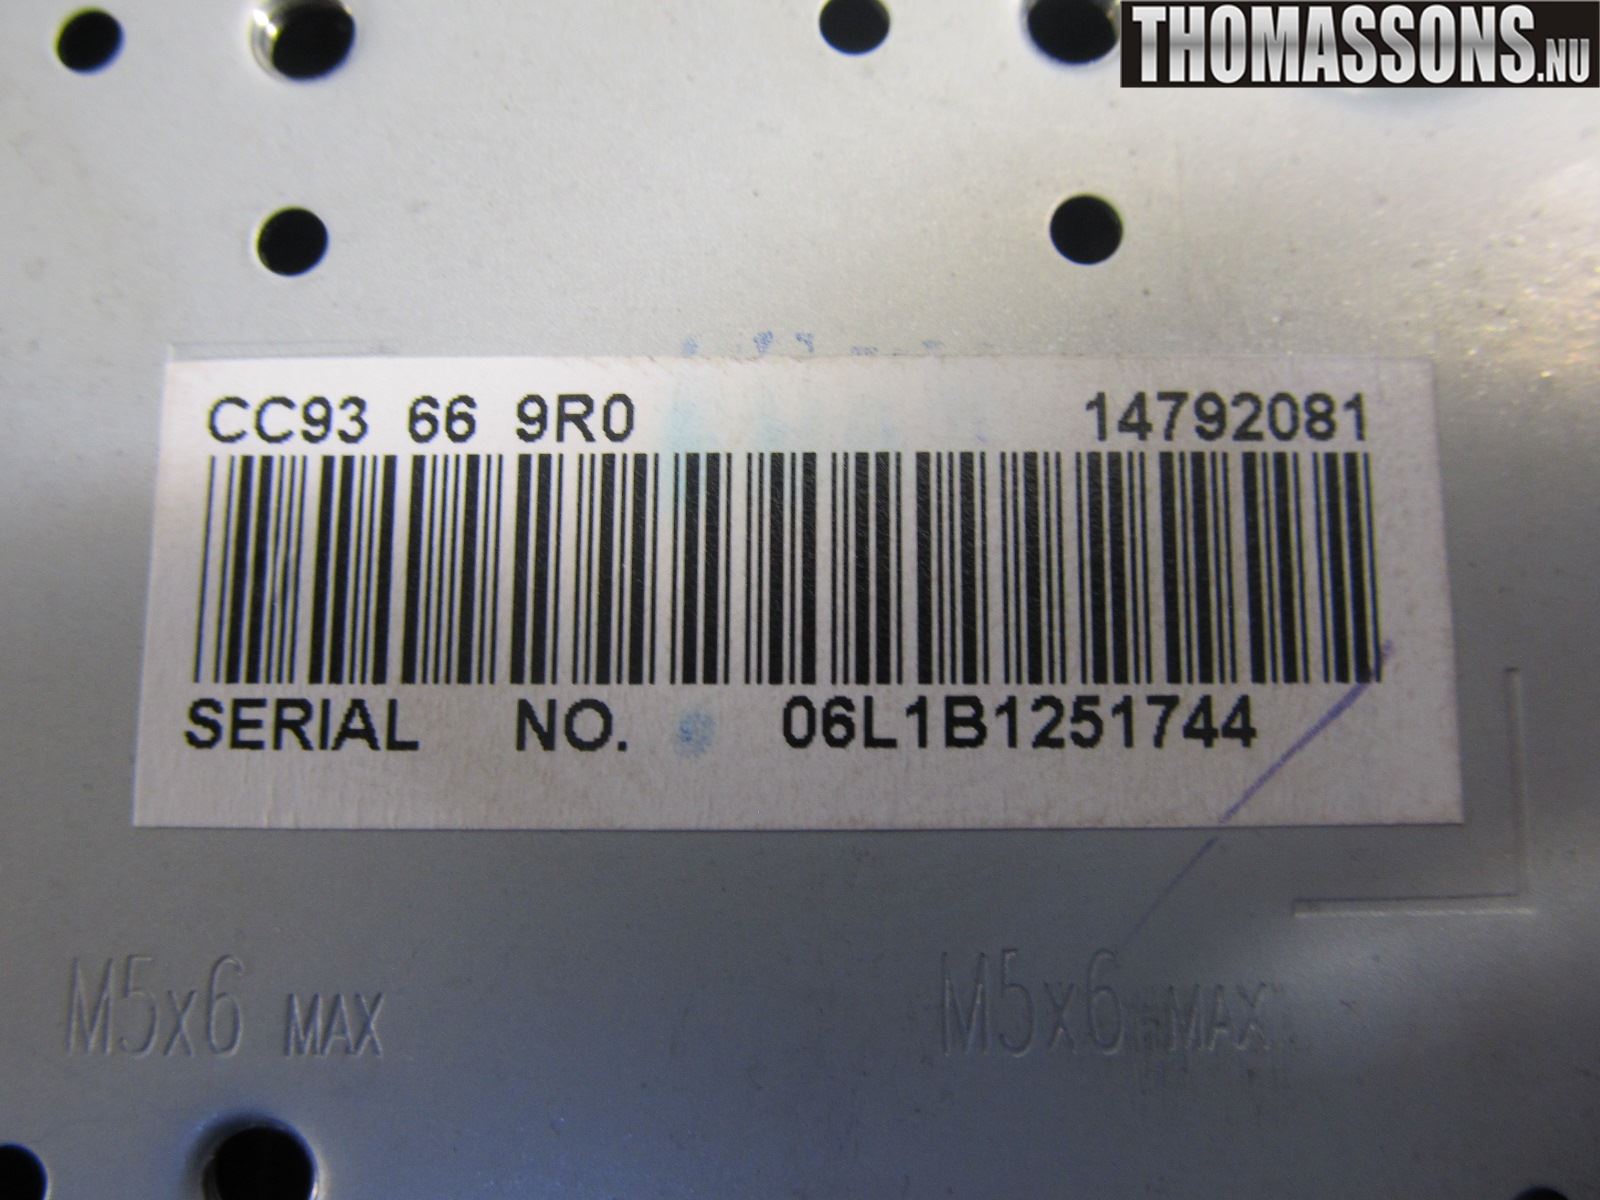 THOMASSONS.NU
CC93 66 9R0 14792081
SERIAL NO. 06L1B1251744
M5x6 MAX M5x6 MAX